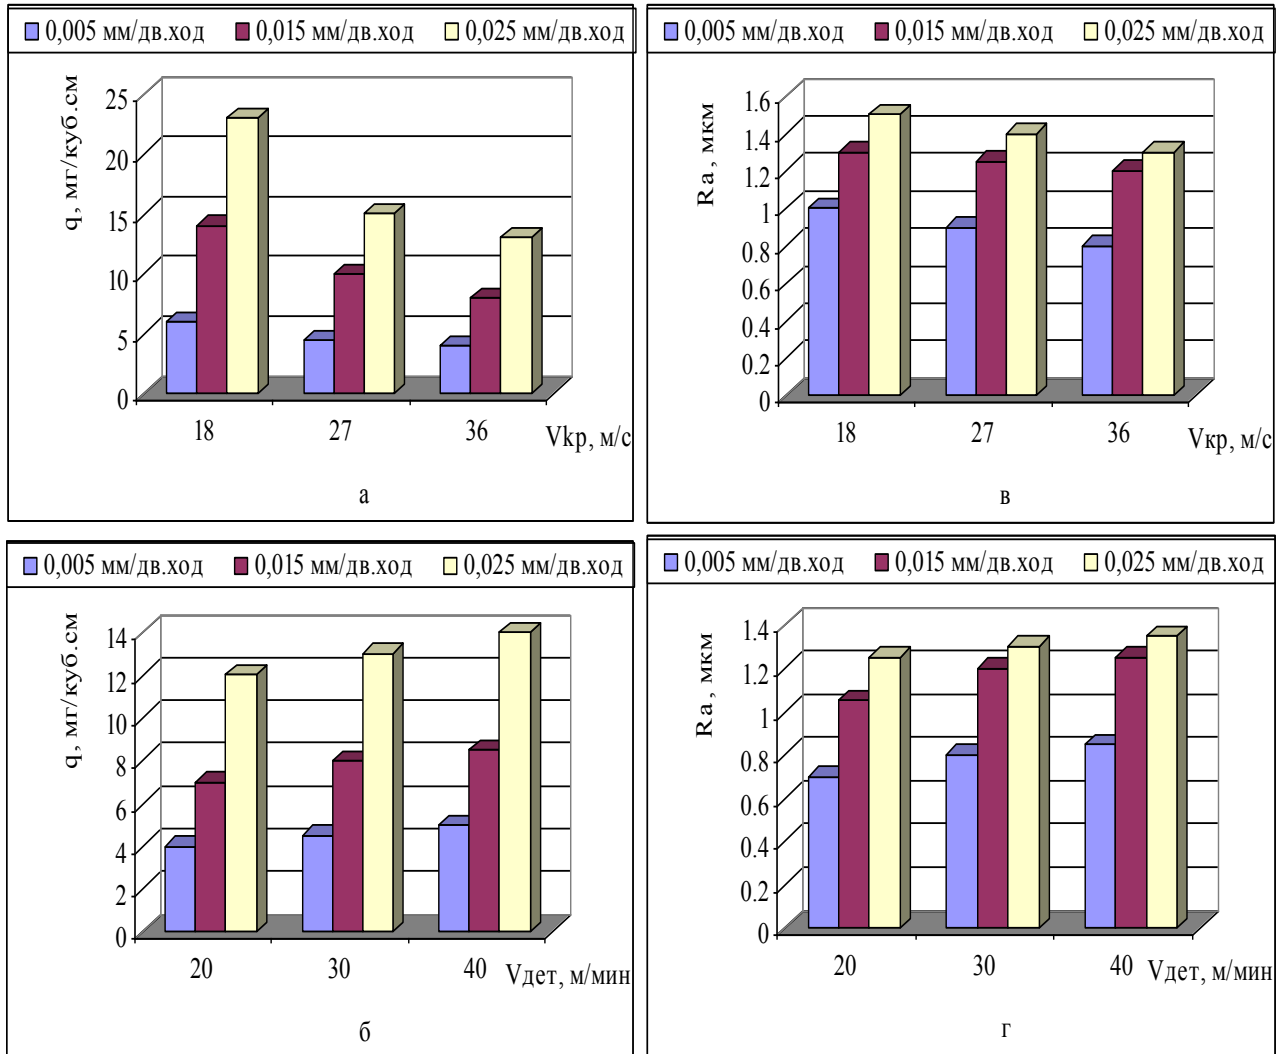 0,005 мм/дв.ход 0,015 мм/дв.ход 0,025 мм/дв.ход
q, мг/куб.см
25
20
15
10
5
0
18 27 36
Vкр, м/с
а
0,005 мм/дв.ход 0,015 мм/дв.ход 0,025 мм/дв.ход
Ra, мкм
1.6
1.4
1.2
1
0.8
0.6
0.4
0.2
0
18 27 36
Vкр, м/с
в
0,005 мм/дв.ход 0,015 мм/дв.ход 0,025 мм/дв.ход
q, мг/куб.см
14
12
10
8
6
4
2
0
20 30 40
Vдет, м/мин
б
0,005 мм/дв.ход 0,015 мм/дв.ход 0,025 мм/дв.ход
Ra, мкм
1.4
1.2
1
0.8
0.6
0.4
0.2
0
20 30 40
Vдет, м/мин
г